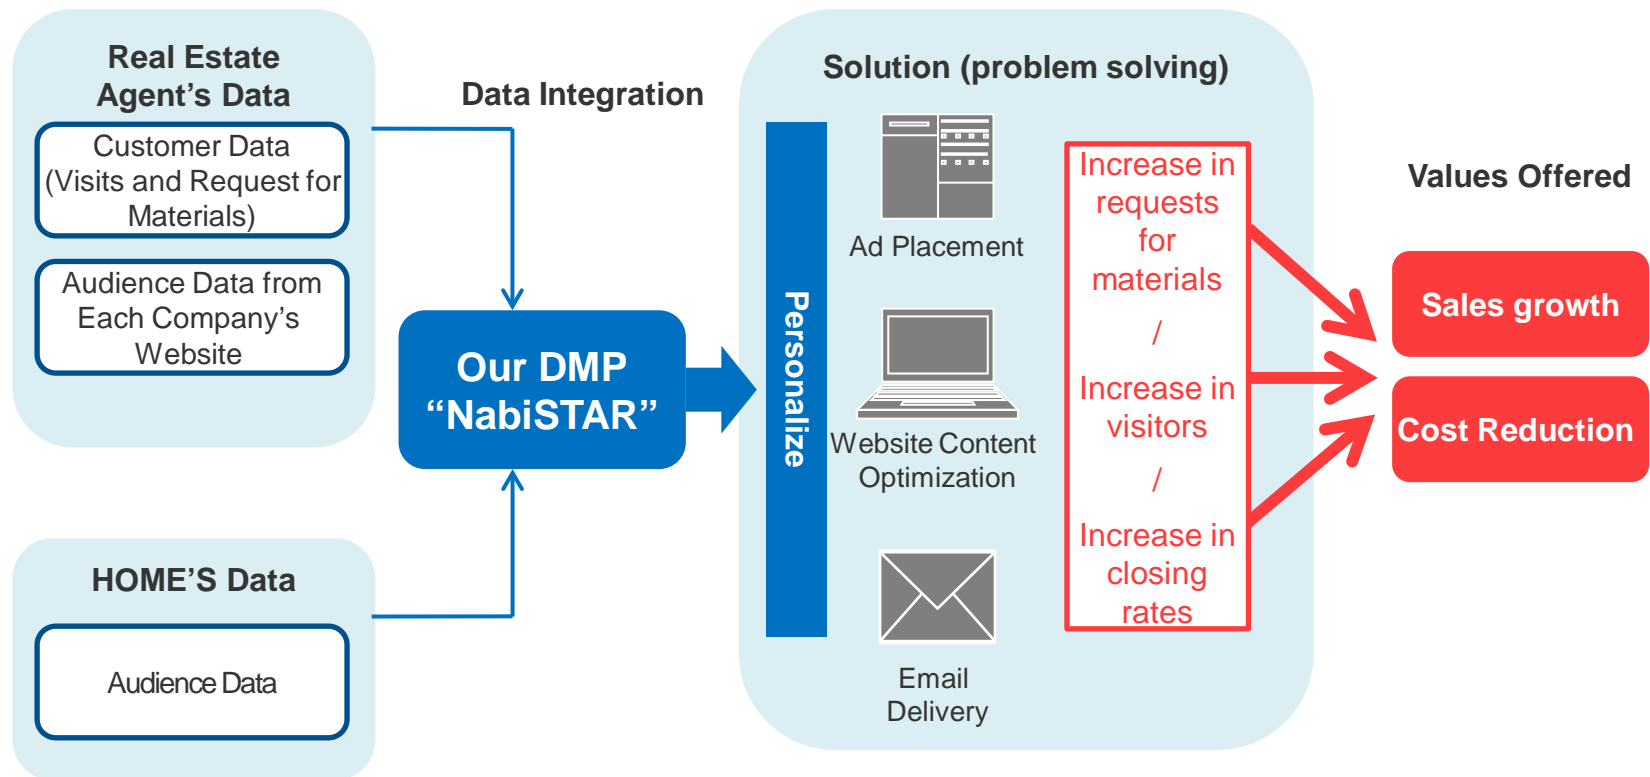 Real Estate
Agent’s Data
Customer Data
(Visits and Request for
Materials)
Audience Data from
Each Company’s
Website
HOME’S Data
Audience Data
Data Integration
Our DMP
“NabiSTAR”
Solution (problem solving)
Personalize
Ad Placement
Website Content
Optimization
Email
Delivery
Increase in
requests
for
materials
/
Increase in
visitors
/
Increase in
closing
rates
Values Offered
Sales growth
Cost Reduction